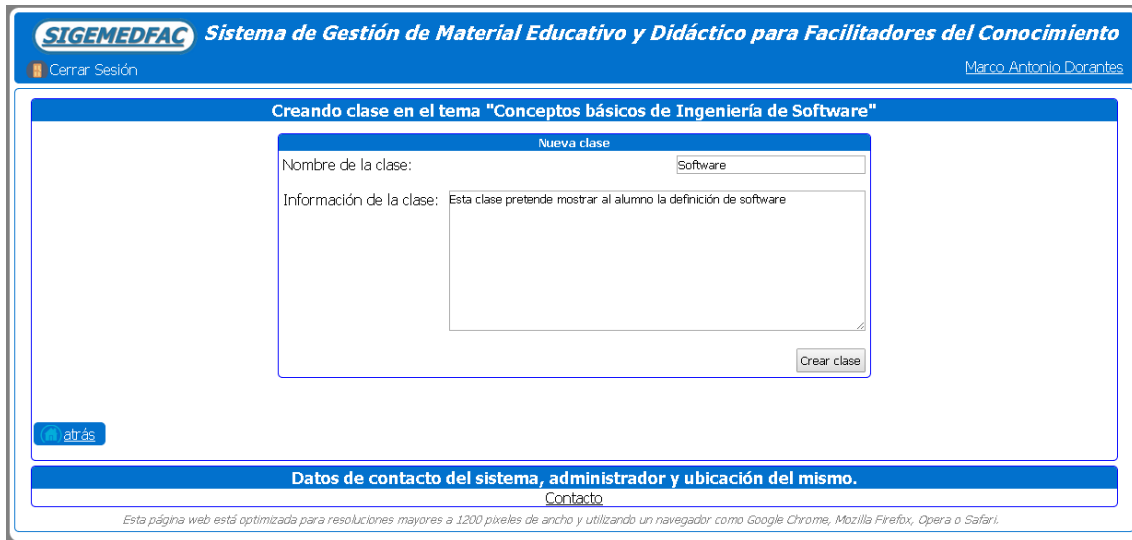 SIGEMEDFAC Sistema de Gestión de Material Educativo y Didáctico para Facilitadores del Conocimiento
Cerrar Sesión Marco Antonio Dorantes
Creando clase en el tema "Conceptos básicos de Ingeniería de Software"
Nueva clase
Nombre de la clase: Software
Información de la clase: Esta clase pretende mostrar al alumno la definición de software
Crear clase
atrás
Datos de contacto del sistema, administrador y ubicación del mismo.
Contacto
Esta página web está optimizada para resoluciones mayores a 1200 pixeles de ancho y utilizando un navegador como Google Chrome, Mozilla Firefox, Opera o Safari.